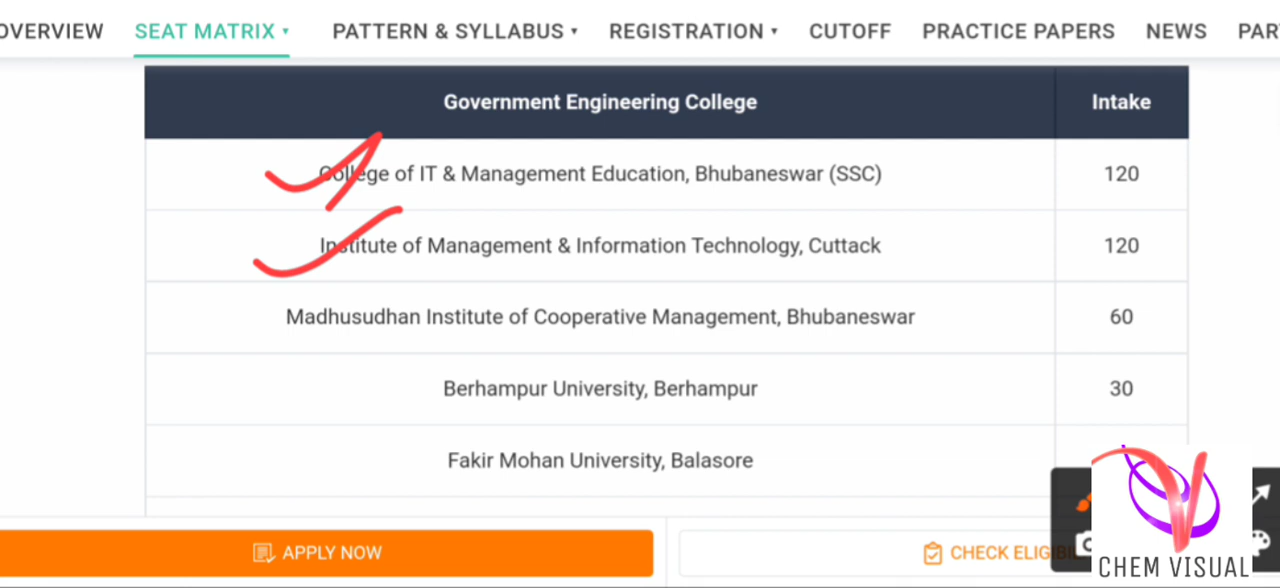 OVERVIEW SEAT MATRIX ▾ PATTERN & SYLLABUS ▾ REGISTRATION ▾ CUTOFF PRACTICE PAPERS NEWS
Government Engineering College Intake
College of IT & Management Education, Bhubaneswar (SSC) 120
Institute of Management & Information Technology, Cuttack 120
Madhusudhan Institute of Cooperative Management, Bhubaneswar 60
Berhampur University, Berhampur 30
Fakir Mohan University, Balasore
APPLY NOW CHECK
CHEM VISUAL